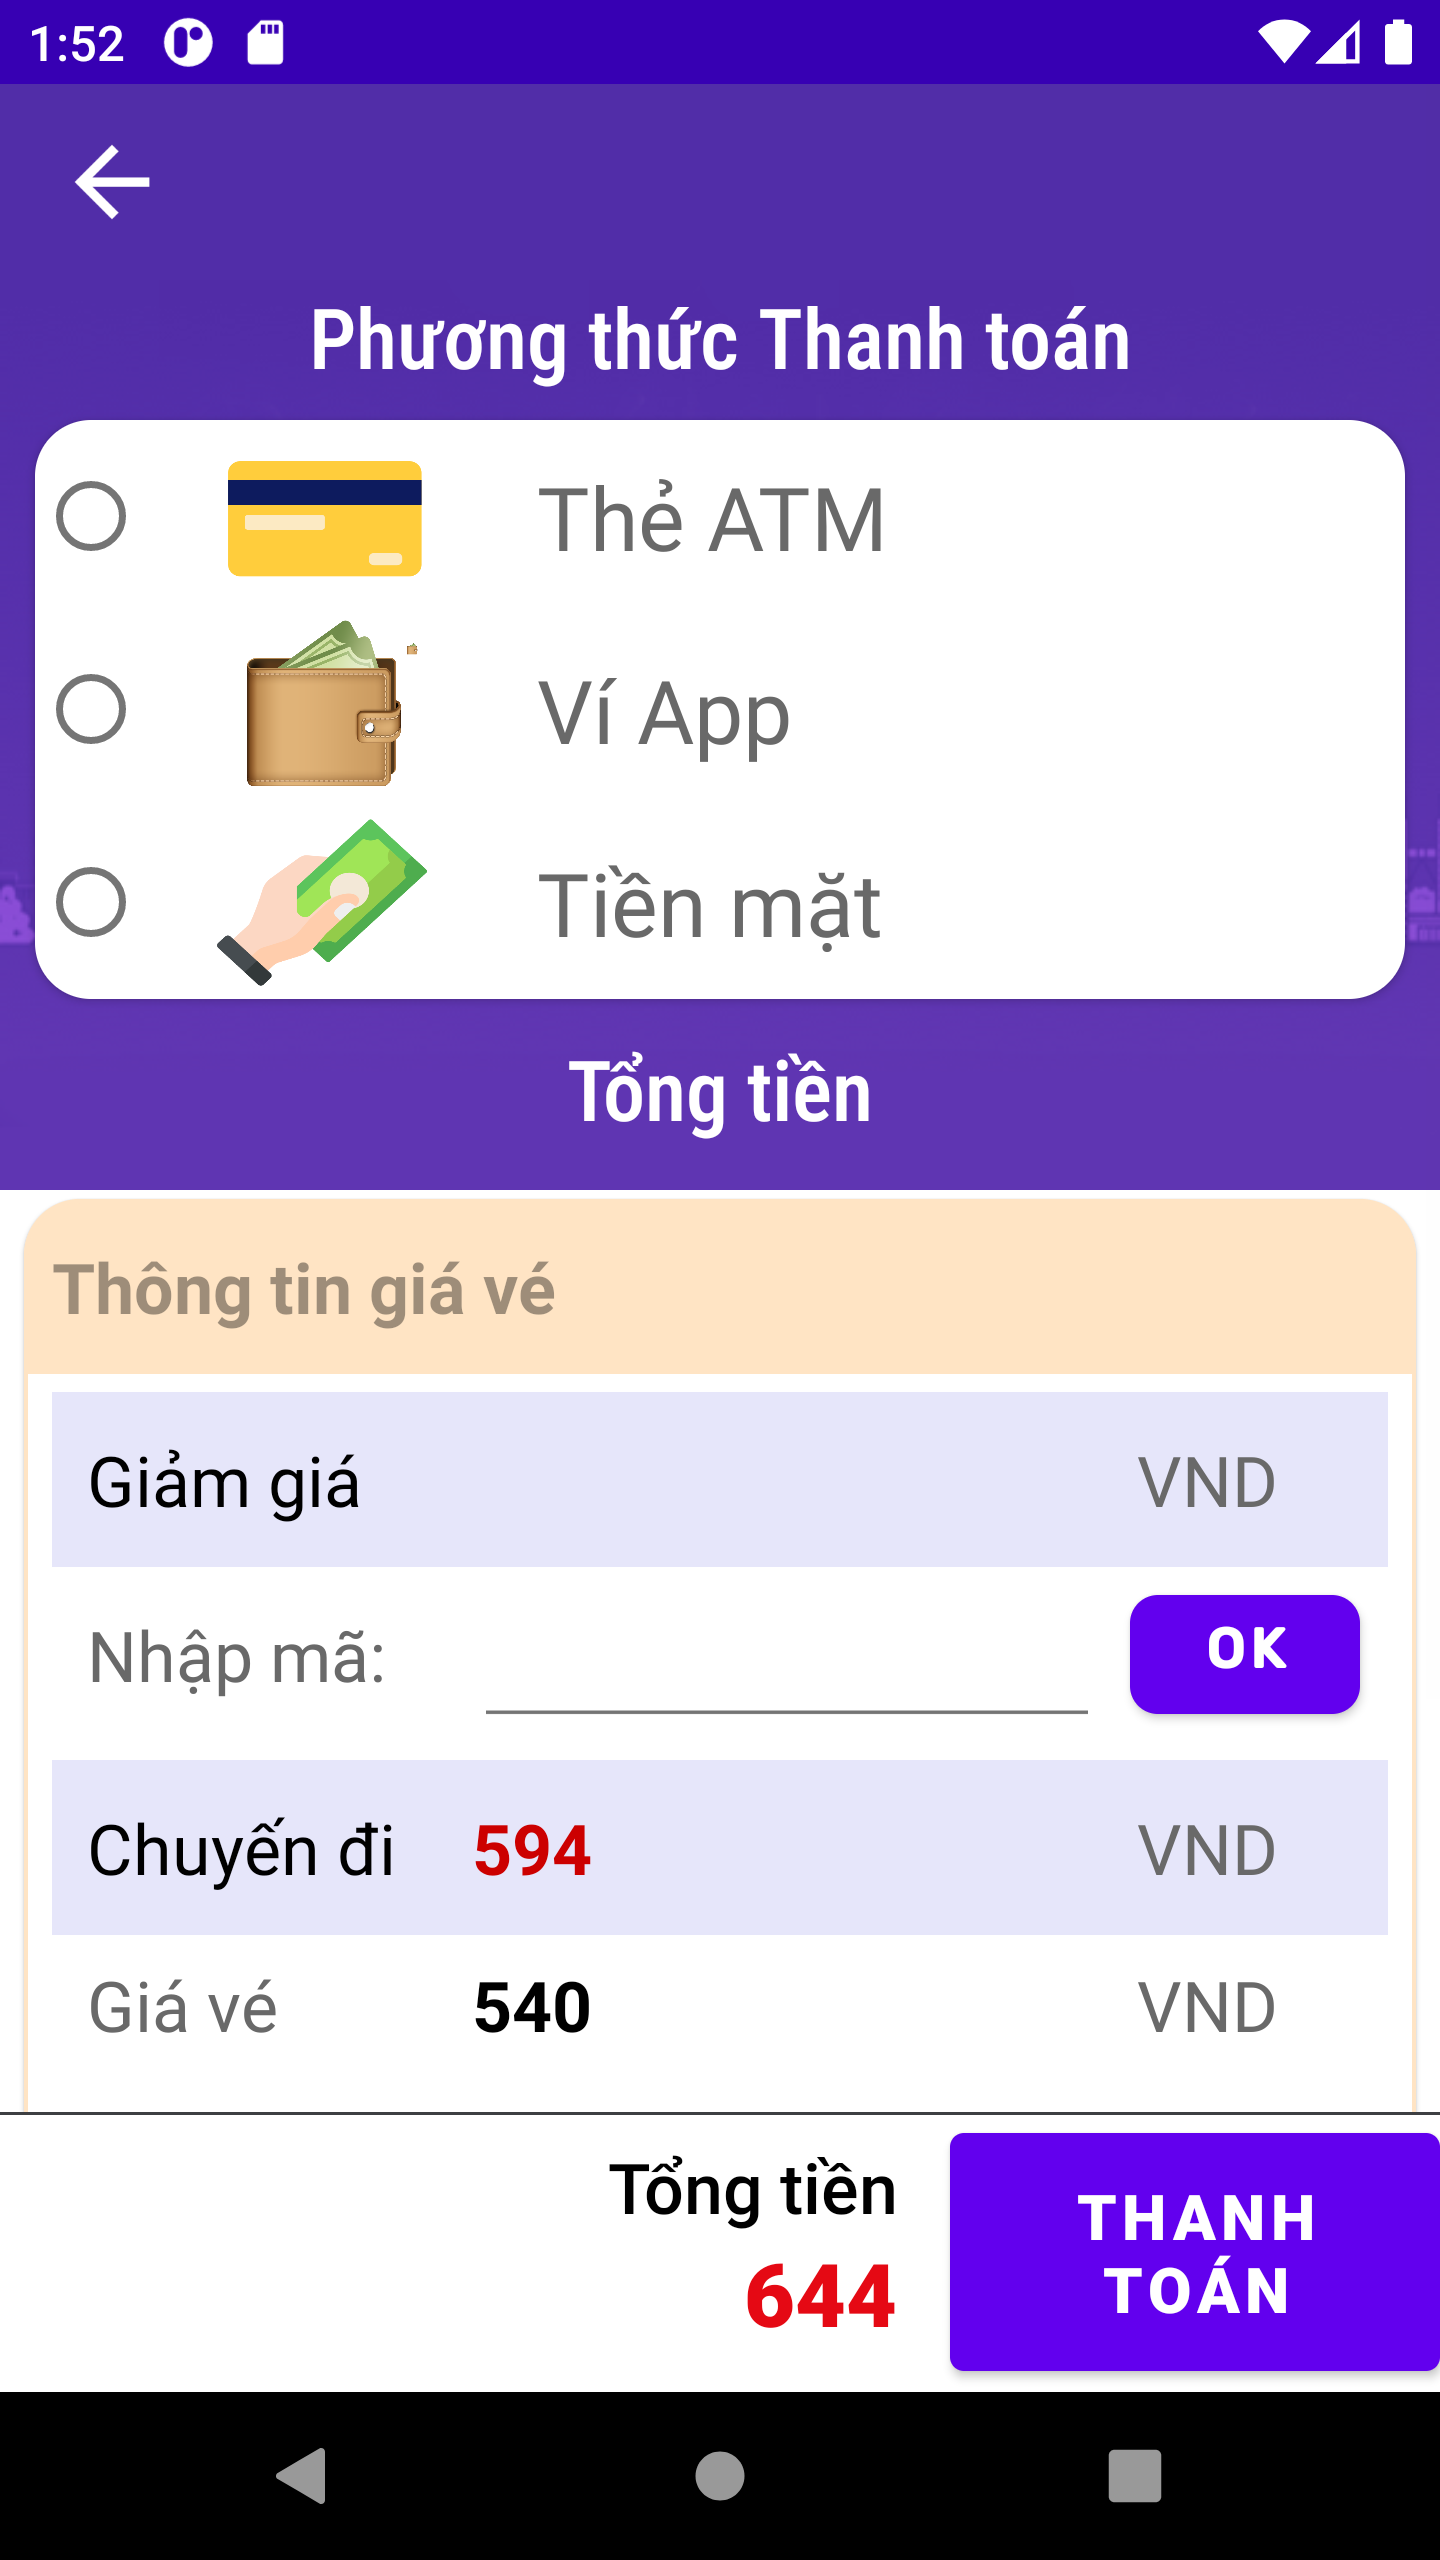 1:52
Phương thức Thanh toán
Thẻ ATM
Ví App
Tiền mặt
Tổng tiền
Thông tin giá vé
Giảm giá VND
Nhập mã: OK
Chuyến đi 594 VND
Giá vé 540 VND
Tổng tiền
644
THANH
TOÁN